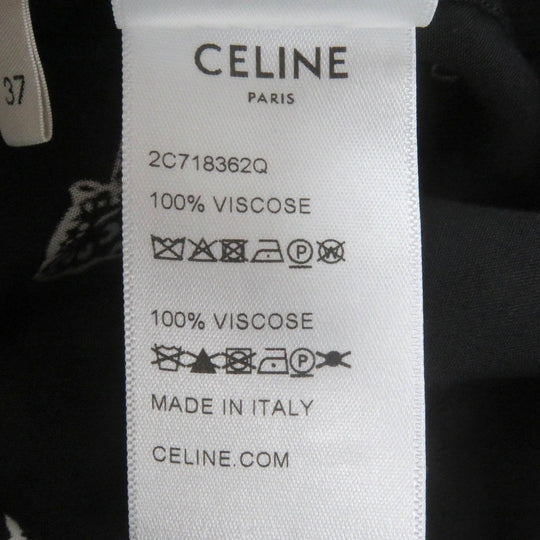 37
CELINE
PARIS
2C718362Q
100% VISCOSE
P W
100% VISCOSE
P
MADE IN ITALY
CELINE.COM